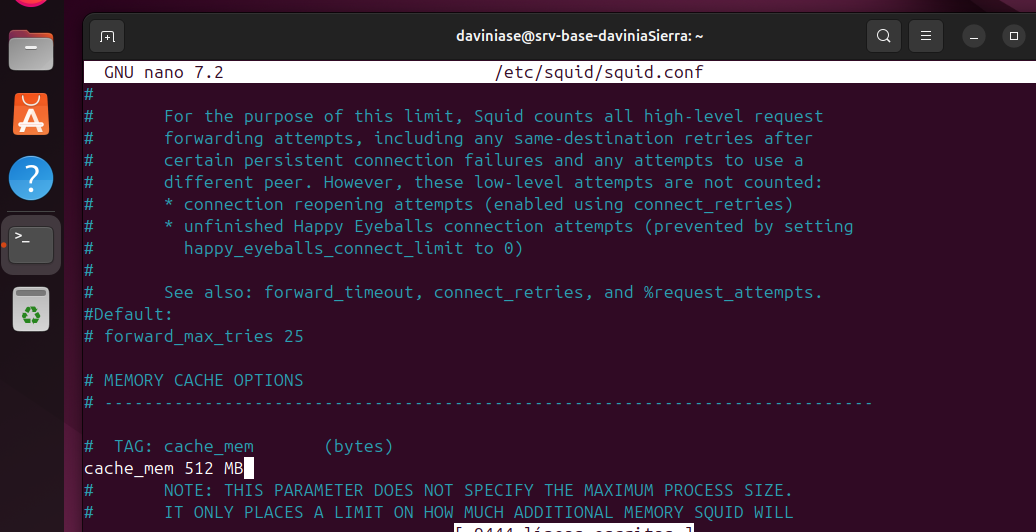 daviniase@srv-base-daviniaSierra: ~
GNU nano 7.2 /etc/squid/squid.conf
#
# For the purpose of this limit, Squid counts all high-level request
# forwarding attempts, including any same-destination retries after
# certain persistent connection failures and any attempts to use a
# different peer. However, these low-level attempts are not counted:
# * connection reopening attempts (enabled using connect_retries)
# * unfinished Happy Eyeballs connection attempts (prevented by setting
# happy_eyeballs_connect_limit to 0)
#
# See also: forward_timeout, connect_retries, and %request_attempts.
#Default:
# forward_max_tries 25
# MEMORY CACHE OPTIONS
# -----------------------------------------------------------------------------
# TAG: cache_mem (bytes)
cache_mem 512 MB
# NOTE: THIS PARAMETER DOES NOT SPECIFY THE MAXIMUM PROCESS SIZE.
# IT ONLY PLACES A LIMIT ON HOW MUCH ADDITIONAL MEMORY SQUID WILL